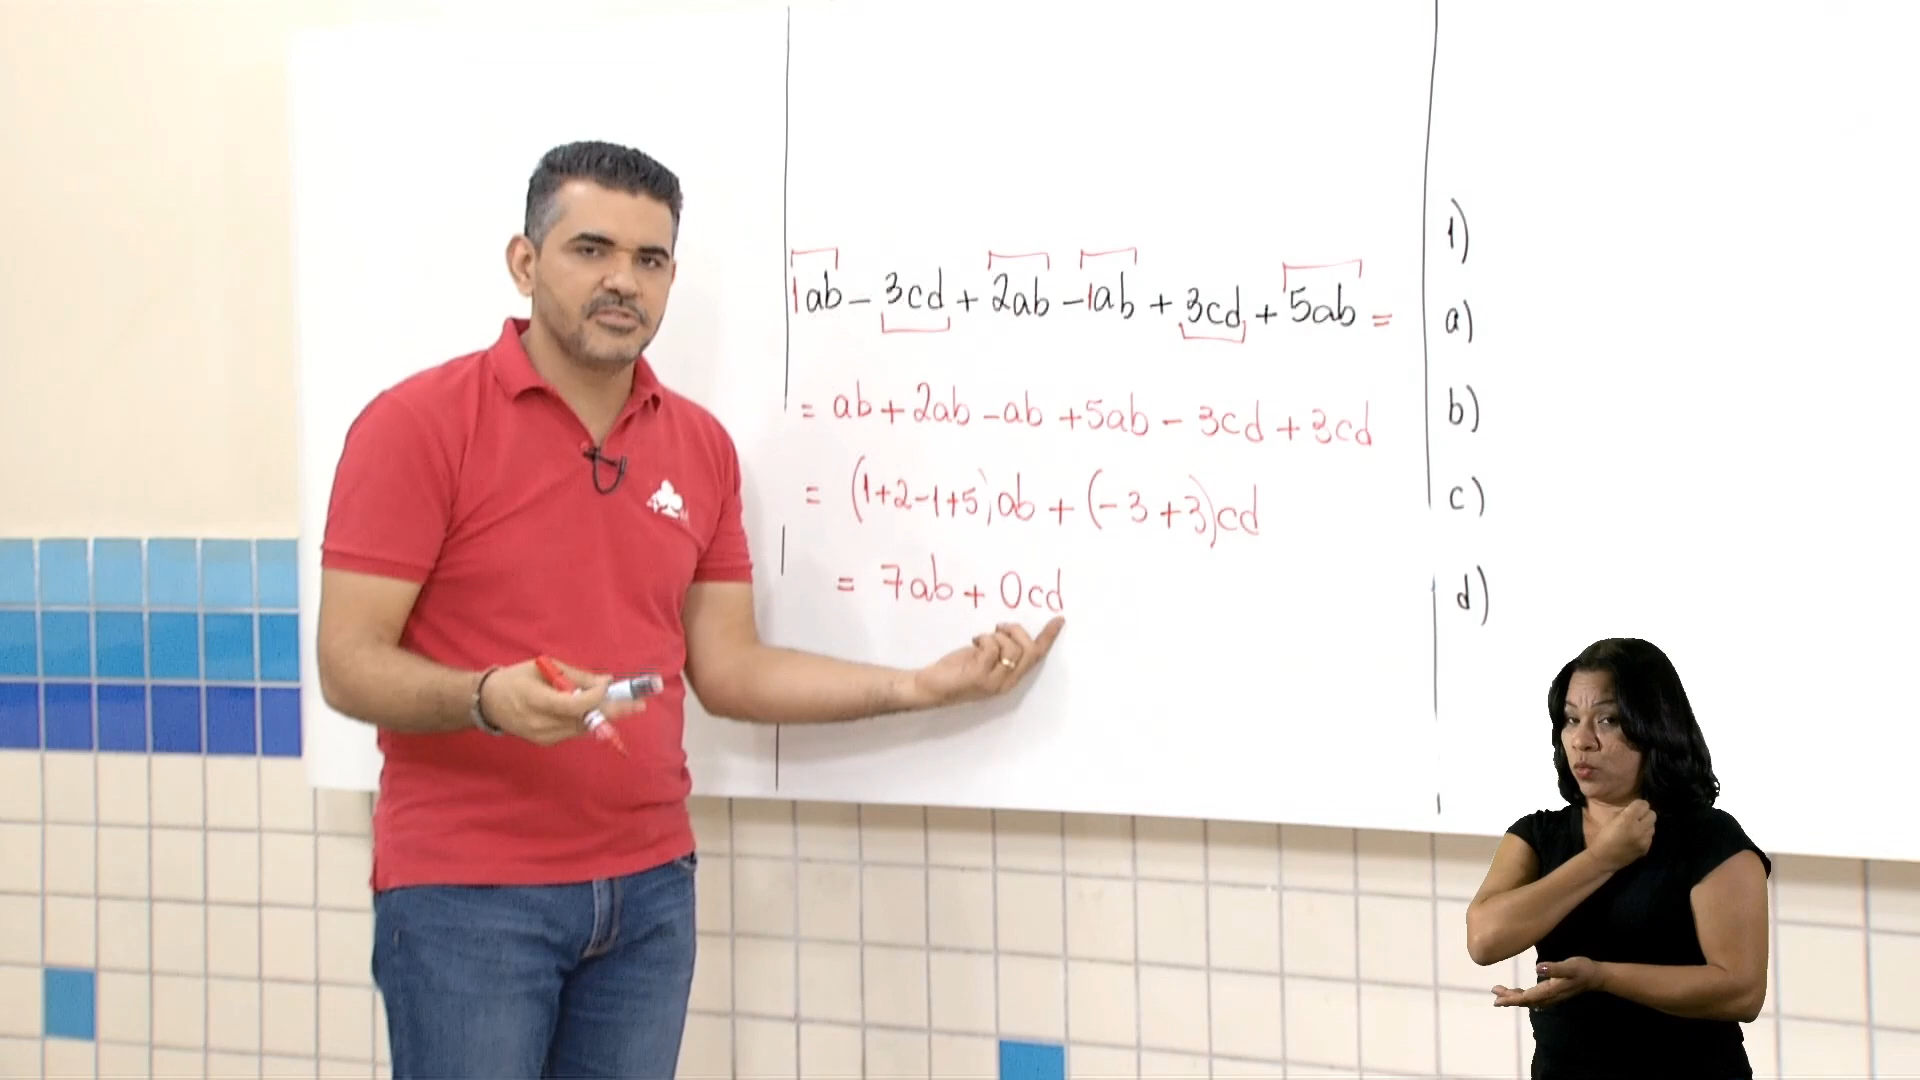 1ab - 3cd + 2ab - 1ab + 3cd + 5ab =
= ab + 2ab - ab + 5ab - 3cd + 3cd
= (1+2-1+5)ab + (-3+3)cd
= 7ab + 0cd
1)
a)
b)
c)
d)